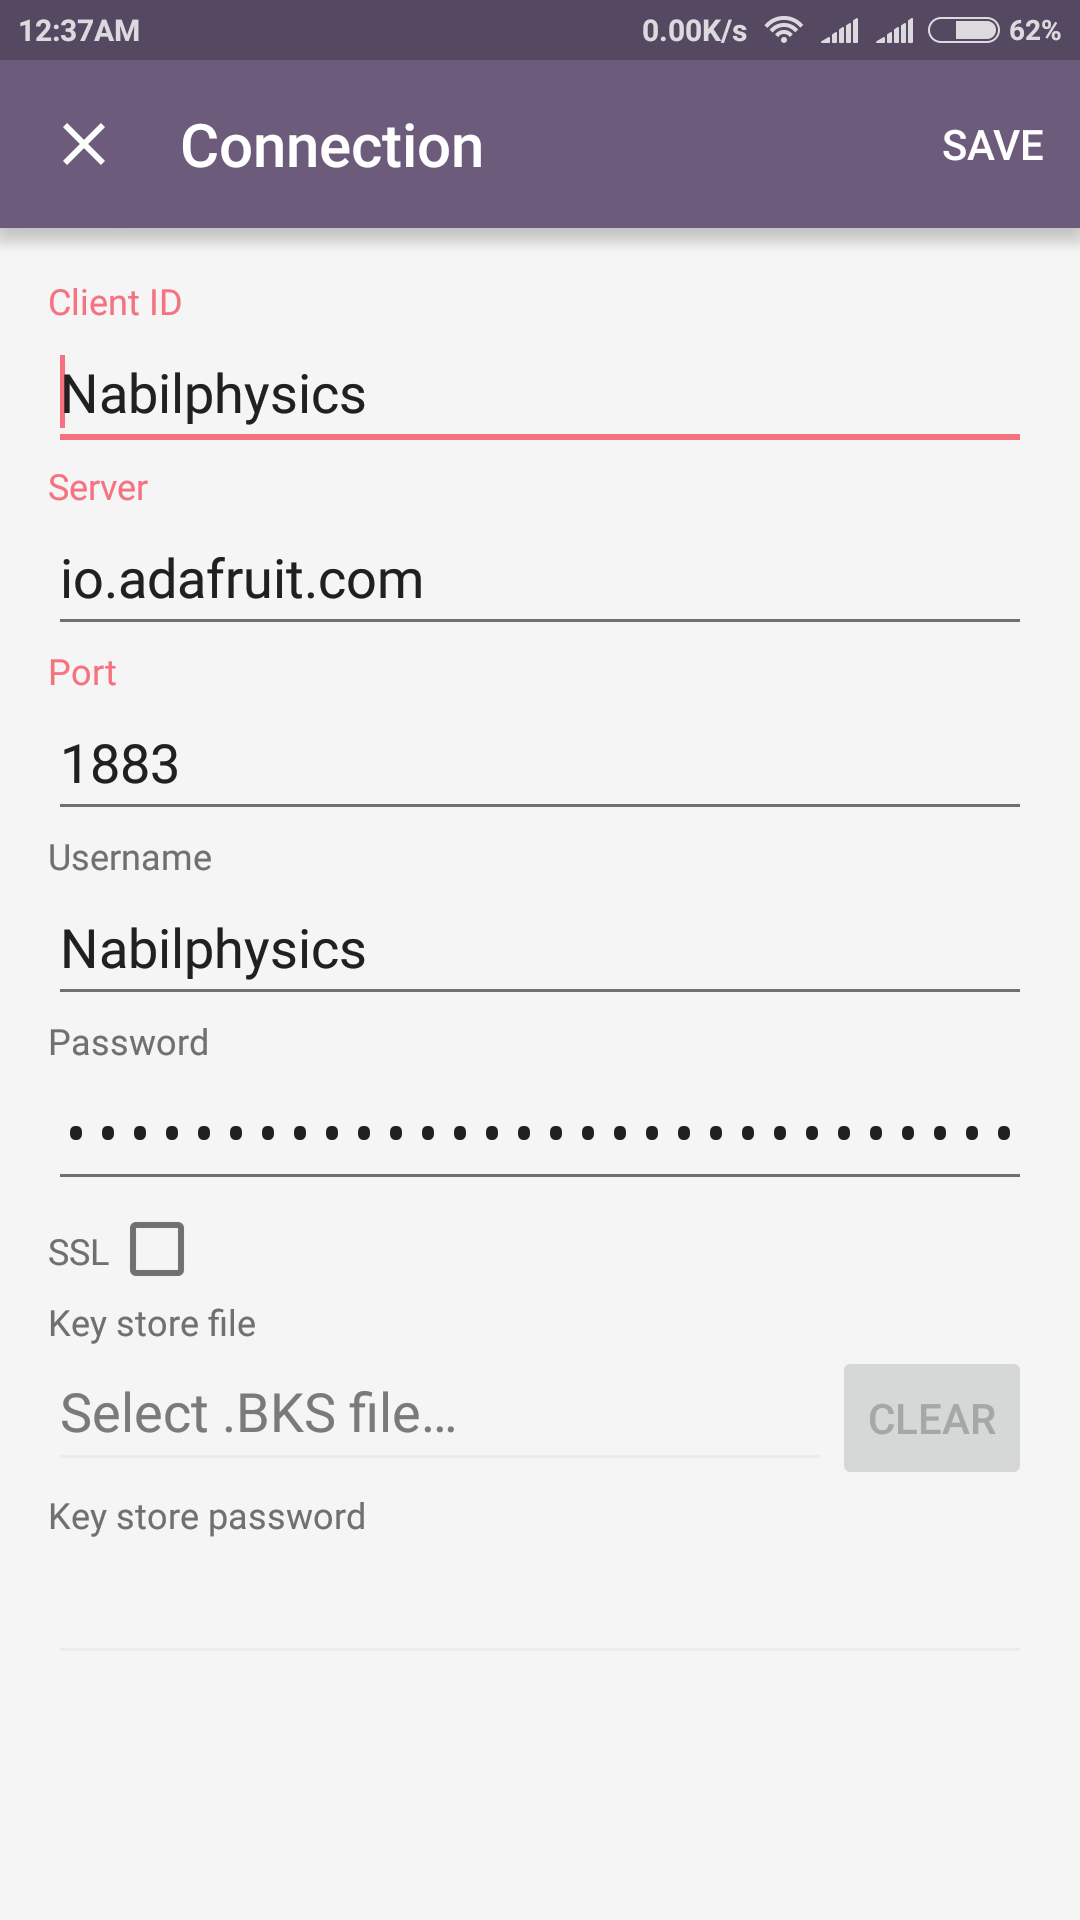 12:37AM 0.00K/s 62%
Connection SAVE
Client ID
Nabilphysics
Server
io.adafruit.com
Port
1883
Username
Nabilphysics
Password
••••••••••••••••••••••••••••••
SSL
Key store file
Select .BKS file... CLEAR
Key store password